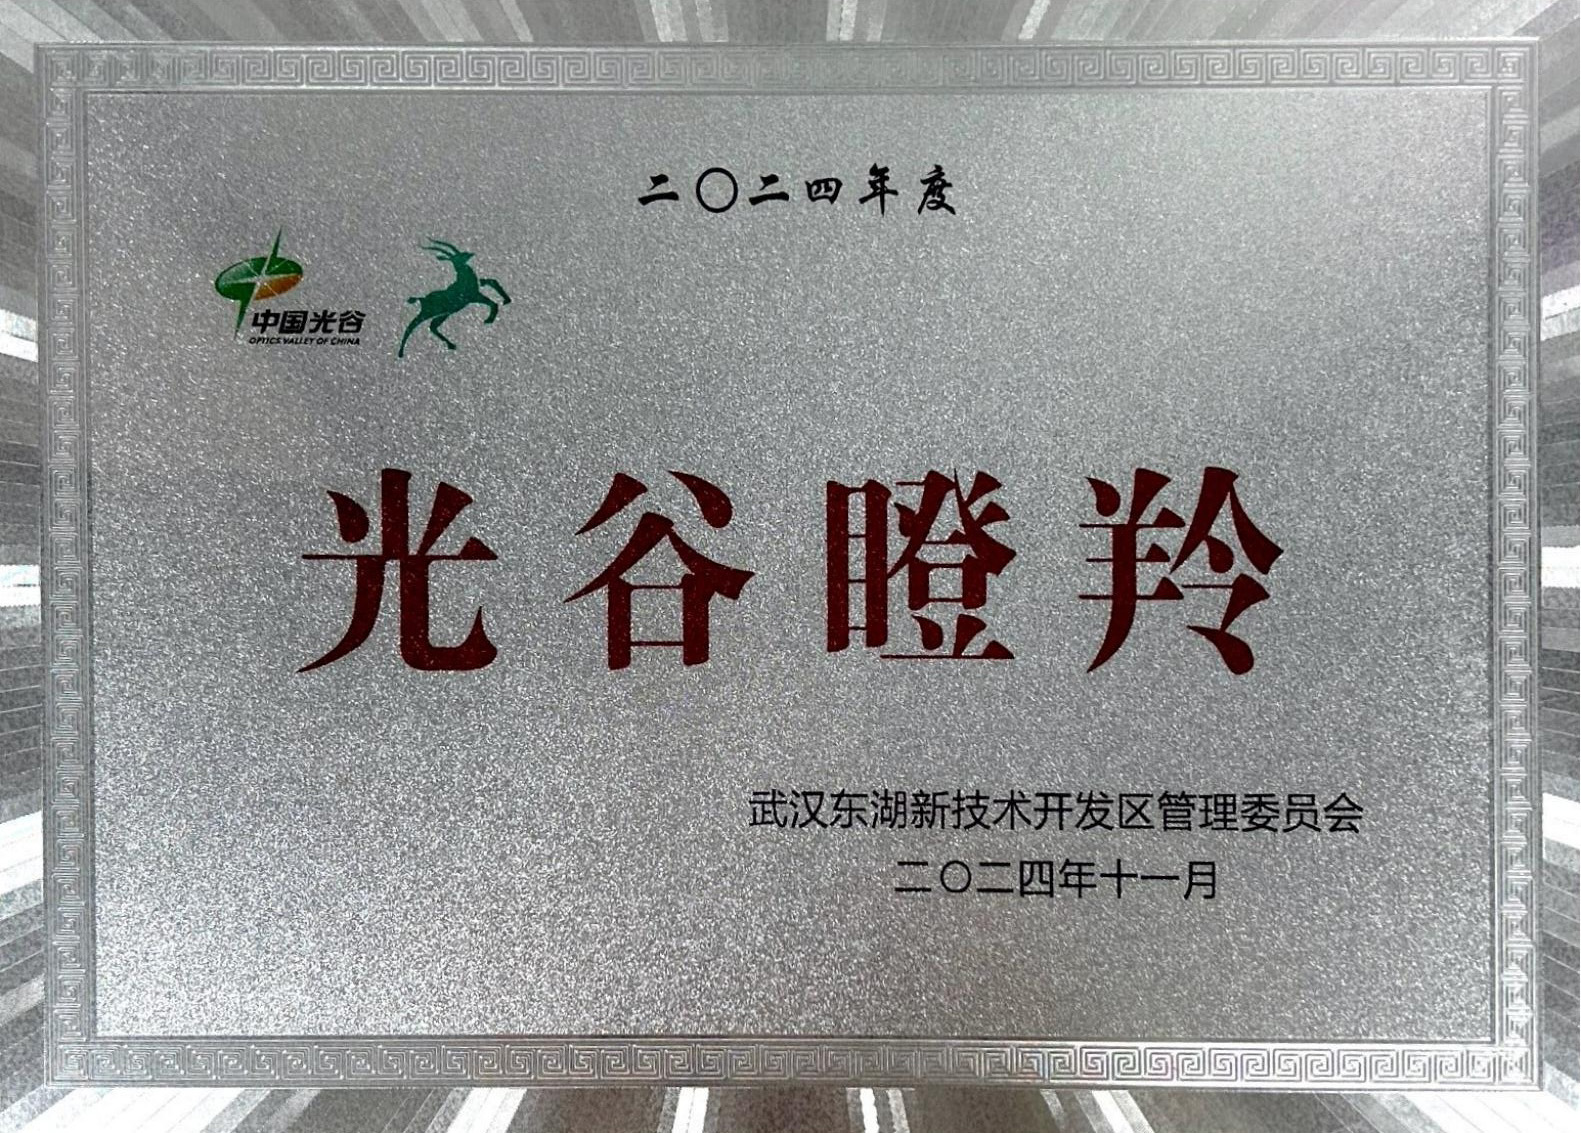 二〇二四年度
中国光谷
OPTICS VALLEY OF CHINA
光谷瞪羚
武汉东湖新技术开发区管理委员会
二〇二四年十一月